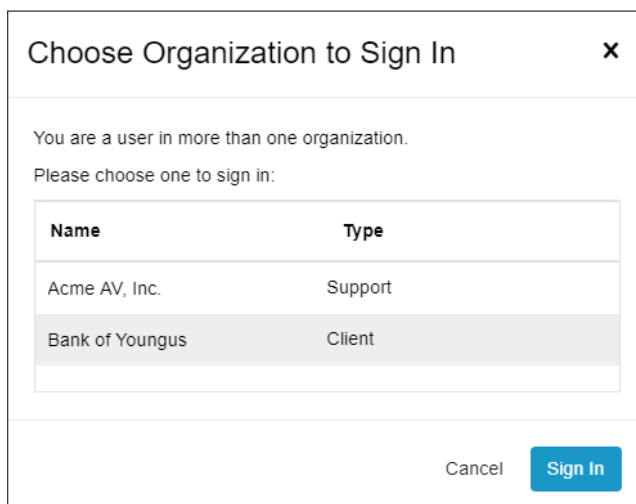 Choose Organization to Sign In
You are a user in more than one organization.
Please choose one to sign in:
Name Type
Acme AV, Inc. Support
Bank of Youngus Client
Cancel Sign In